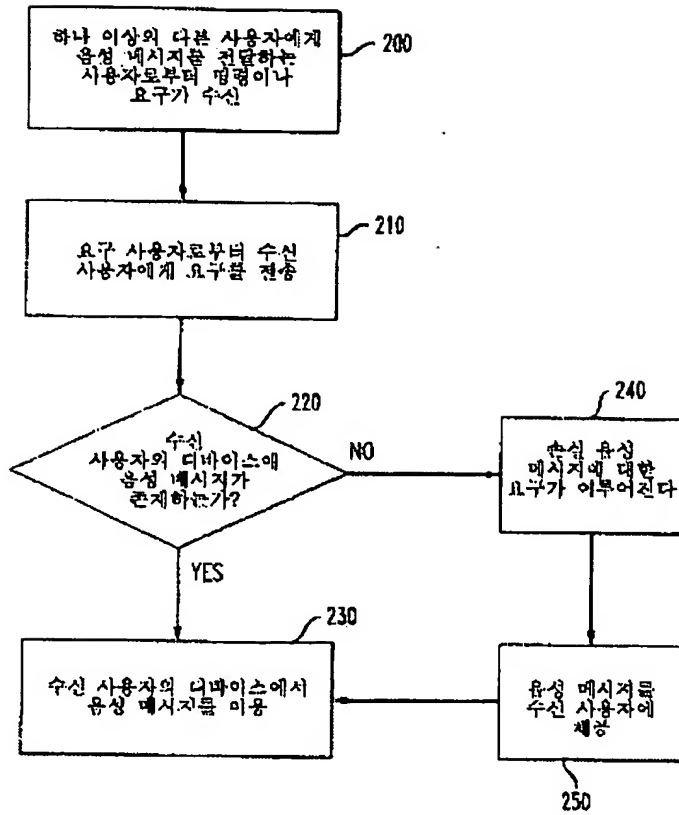 하나 이상의 다른 사용자에게
음성 메시지를 전달하는
사용자로부터 명령이나
요구가 수신
200
요구 사용자로부터 수신
사용자에게 요구를 전송
210
수신
사용자의 디바이스에
음성 메시지가
존재하는가?
220
NO
YES
손실 음성
메시지에 대한
요구가 이루어진다
240
수신 사용자의 디바이스에서
음성 메시지를 이용
230
음성 메시지를
수신 사용자에
제공
250